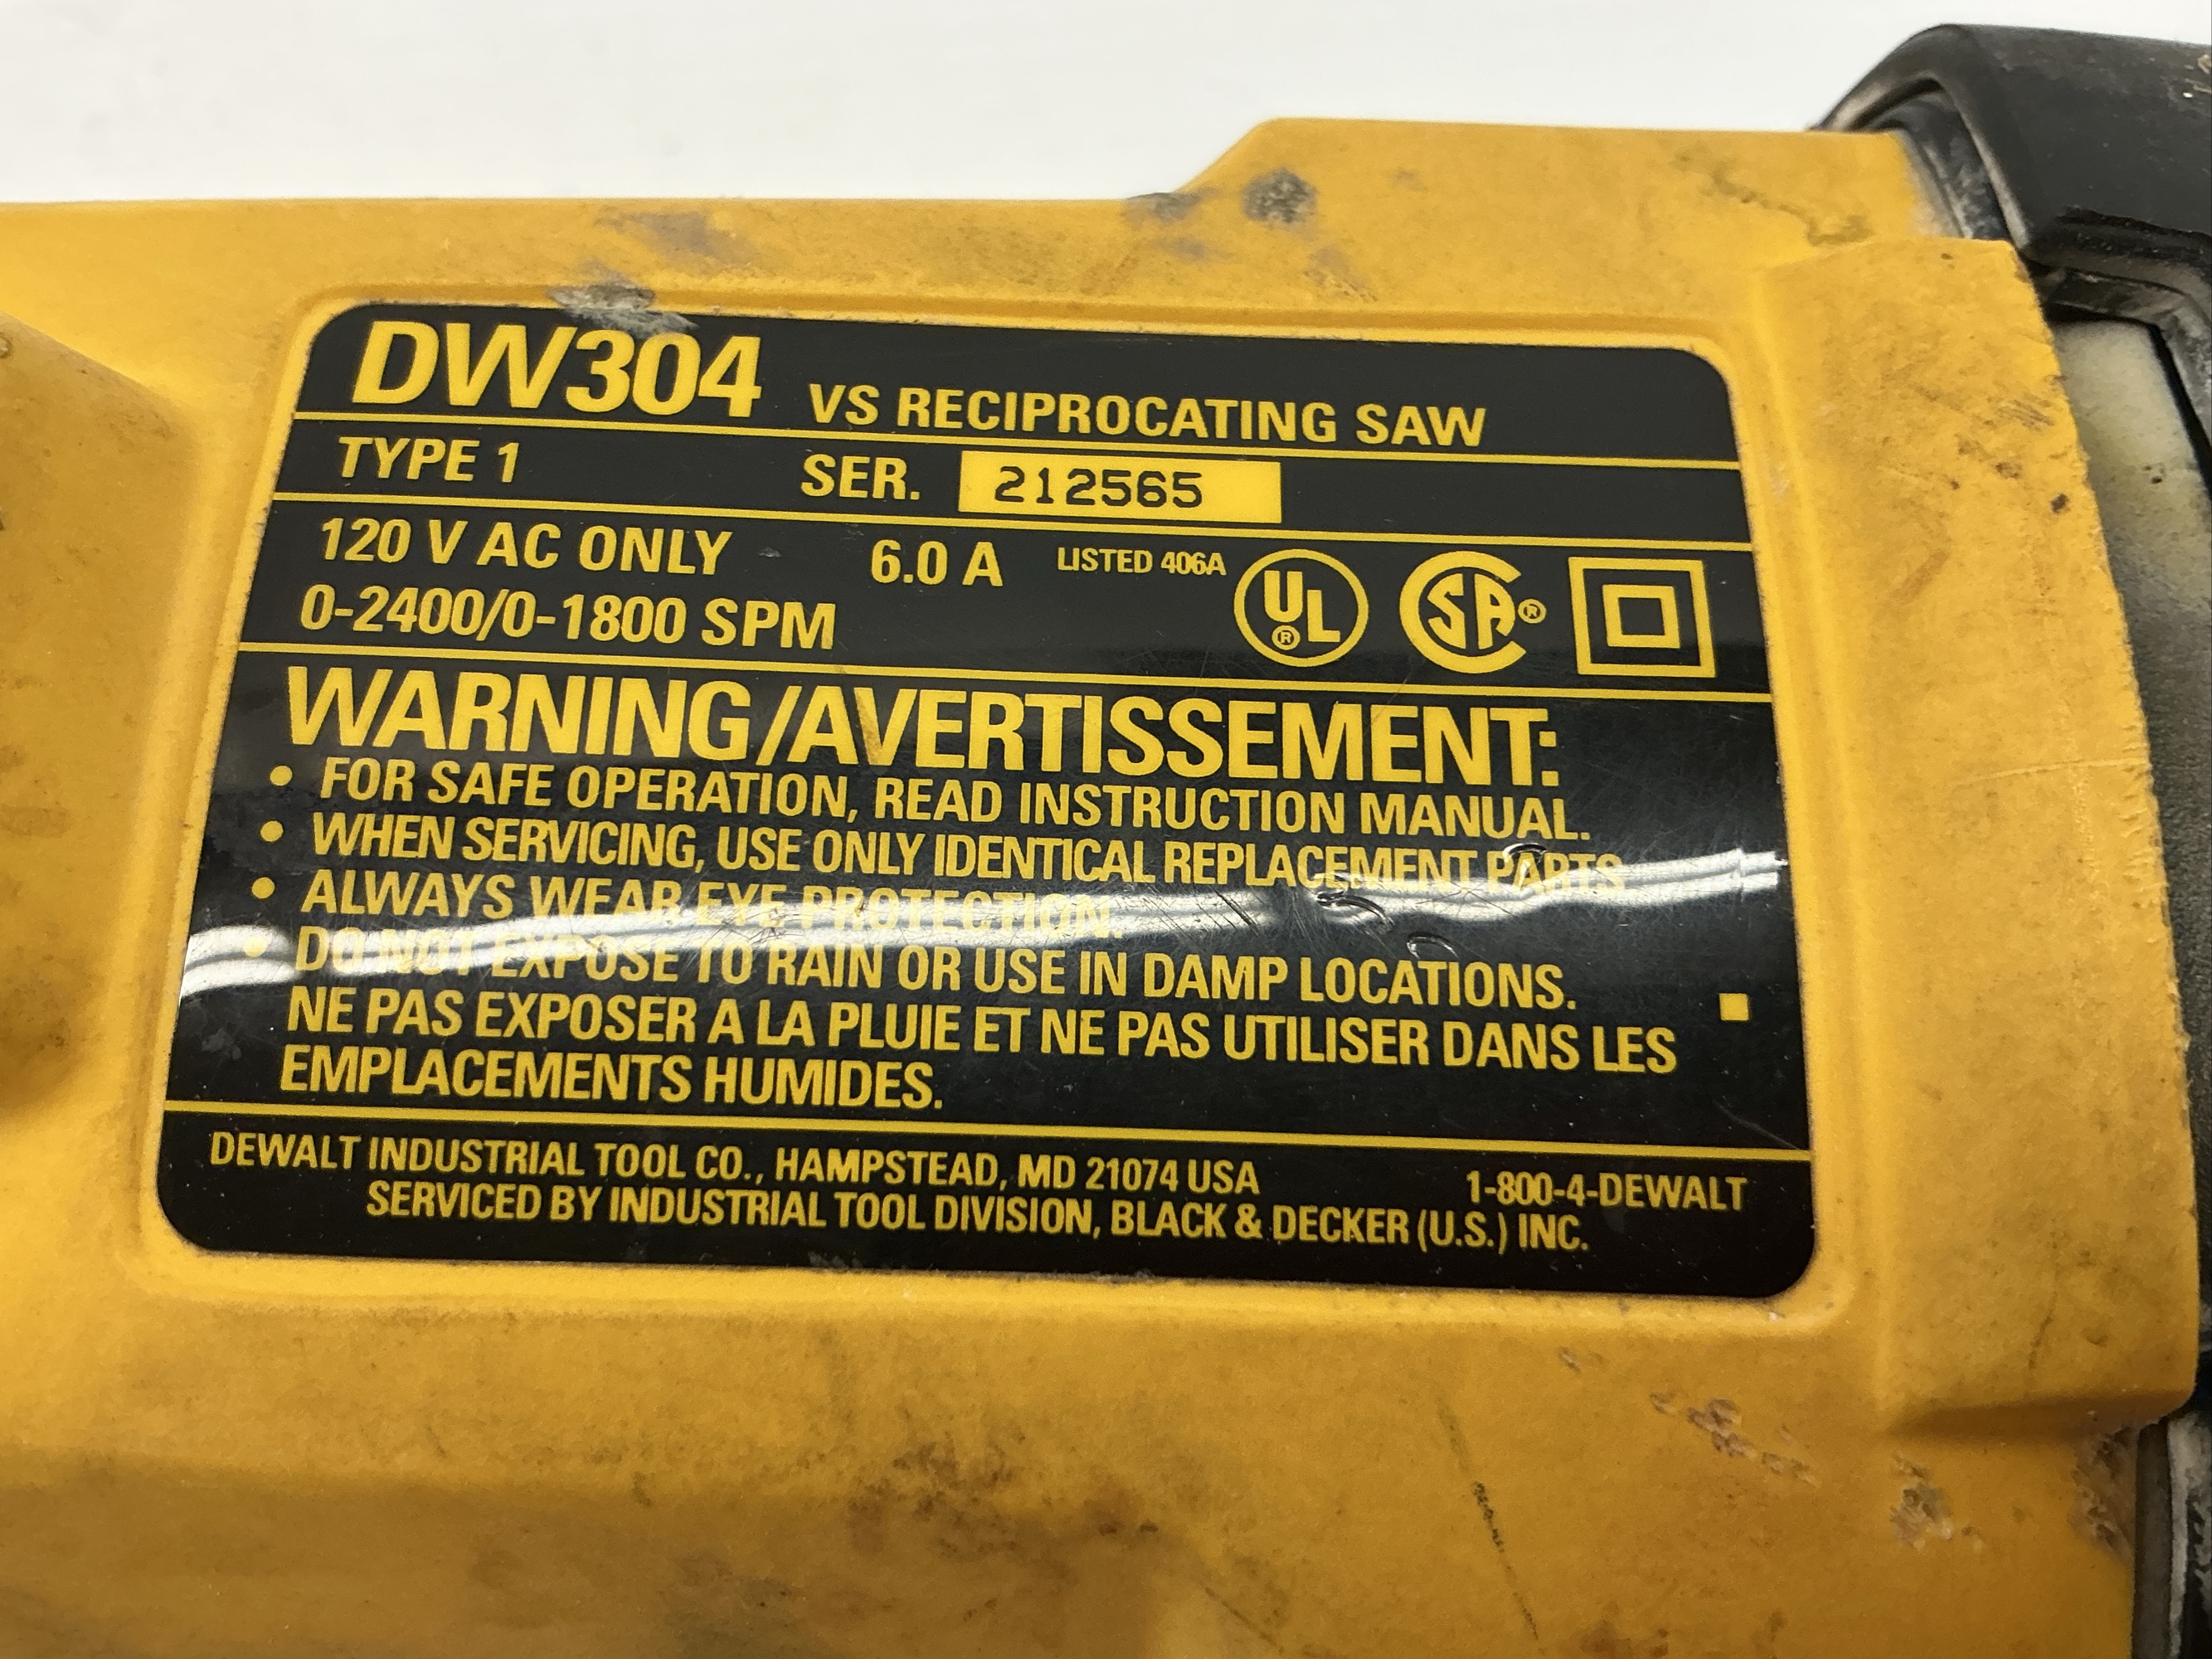 DW304 VS RECIPROCATING SAW
TYPE 1 SER. 212565
120 V AC ONLY 6.0 A LISTED 406A UL® SA®
0-2400/0-1800 SPM
WARNING/AVERTISSEMENT:
• FOR SAFE OPERATION, READ INSTRUCTION MANUAL.
• WHEN SERVICING, USE ONLY IDENTICAL REPLACEMENT PARTS
• ALWAYS WEAR EYE PROTECTION.
• DO NOT EXPOSE TO RAIN OR USE IN DAMP LOCATIONS.
NE PAS EXPOSER A LA PLUIE ET NE PAS UTILISER DANS LES
EMPLACEMENTS HUMIDES.
DEWALT INDUSTRIAL TOOL CO., HAMPSTEAD, MD 21074 USA 1-800-4-DEWALT
SERVICED BY INDUSTRIAL TOOL DIVISION, BLACK & DECKER (U.S.) INC.